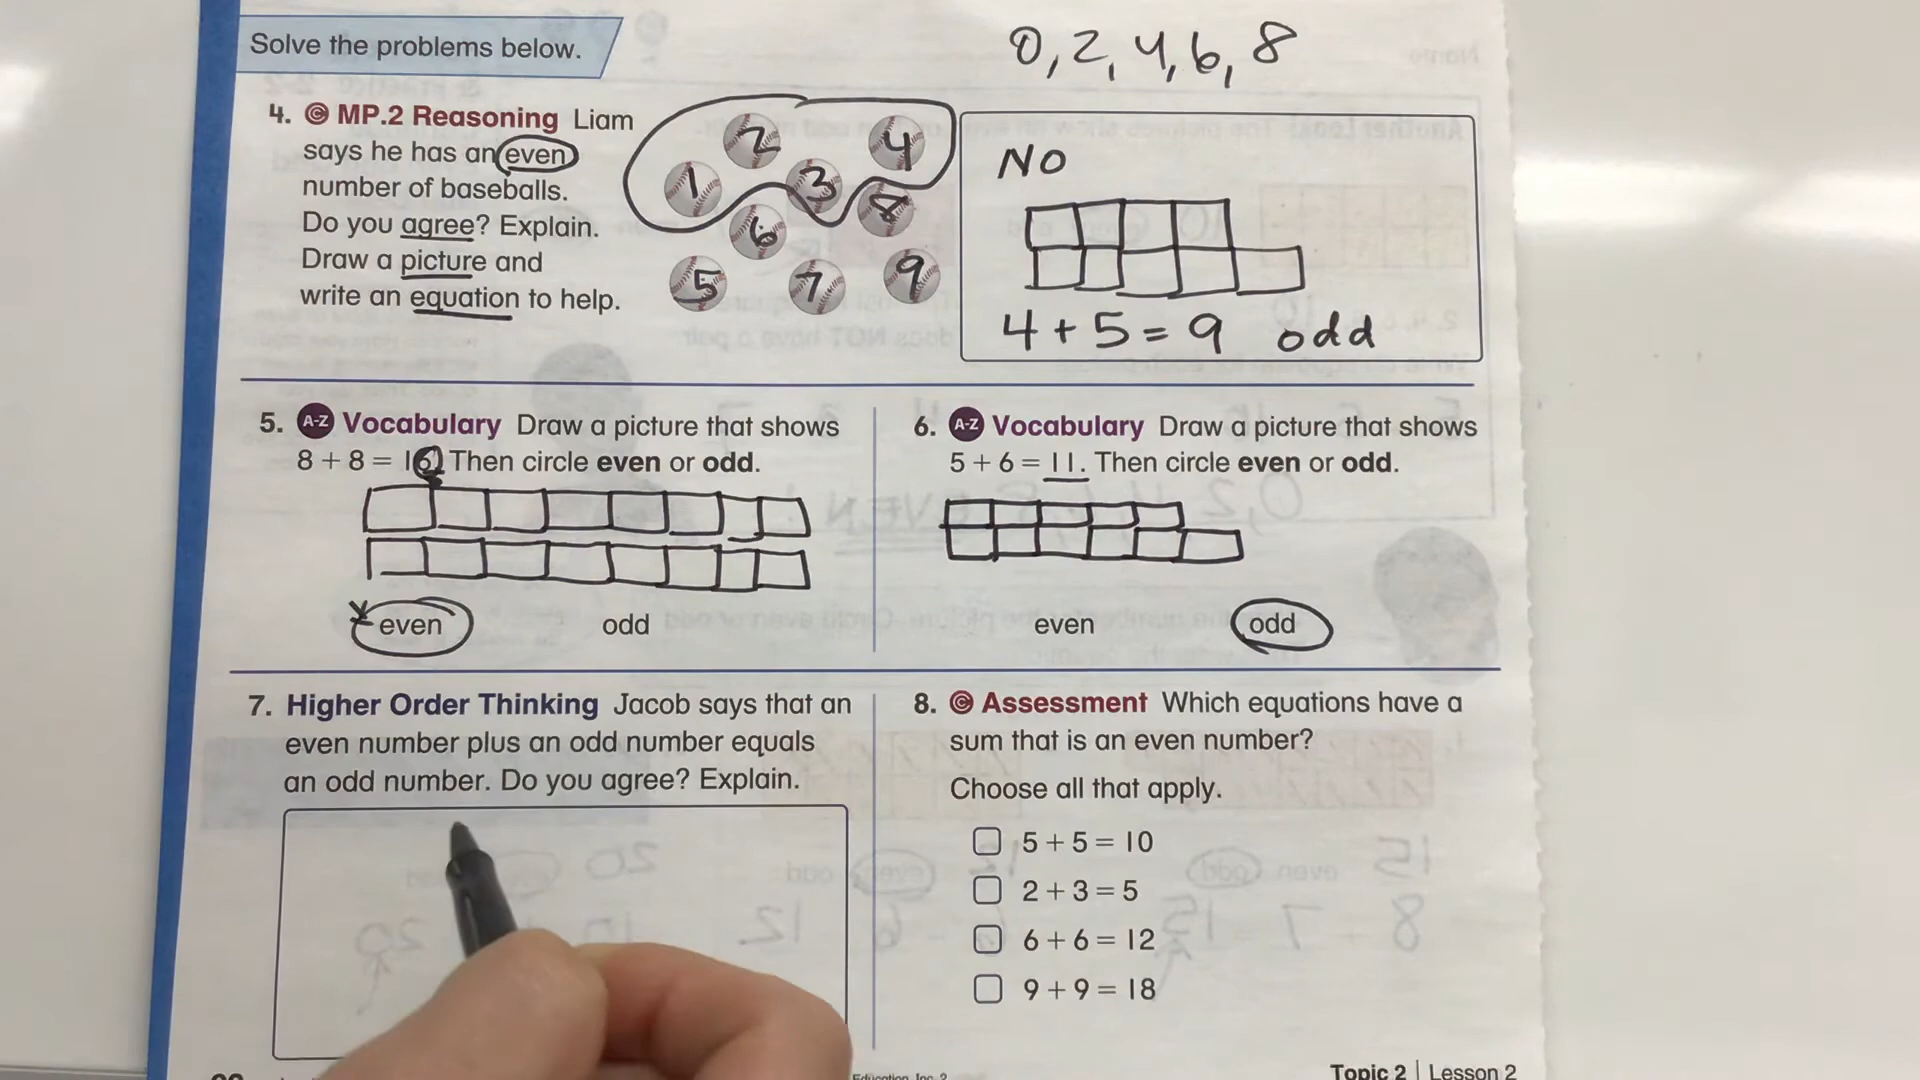 Solve the problems below.
0, 2, 4, 6, 8
4. © MP.2 Reasoning Liam
says he has an even
number of baseballs.
Do you agree? Explain.
Draw a picture and
write an equation to help.
2 4
1 3
6 8
5 7 9
NO
4 + 5 = 9 odd
5. A-Z Vocabulary Draw a picture that shows
8 + 8 = 16. Then circle even or odd.
even odd
6. A-Z Vocabulary Draw a picture that shows
5 + 6 = 11. Then circle even or odd.
even odd
7. Higher Order Thinking Jacob says that an
even number plus an odd number equals
an odd number. Do you agree? Explain.
8. © Assessment Which equations have a
sum that is an even number?
Choose all that apply.
5 + 5 = 10
2 + 3 = 5
6 + 6 = 12
9 + 9 = 18
Education, Inc. 2
Topic 2 | Lesson 2